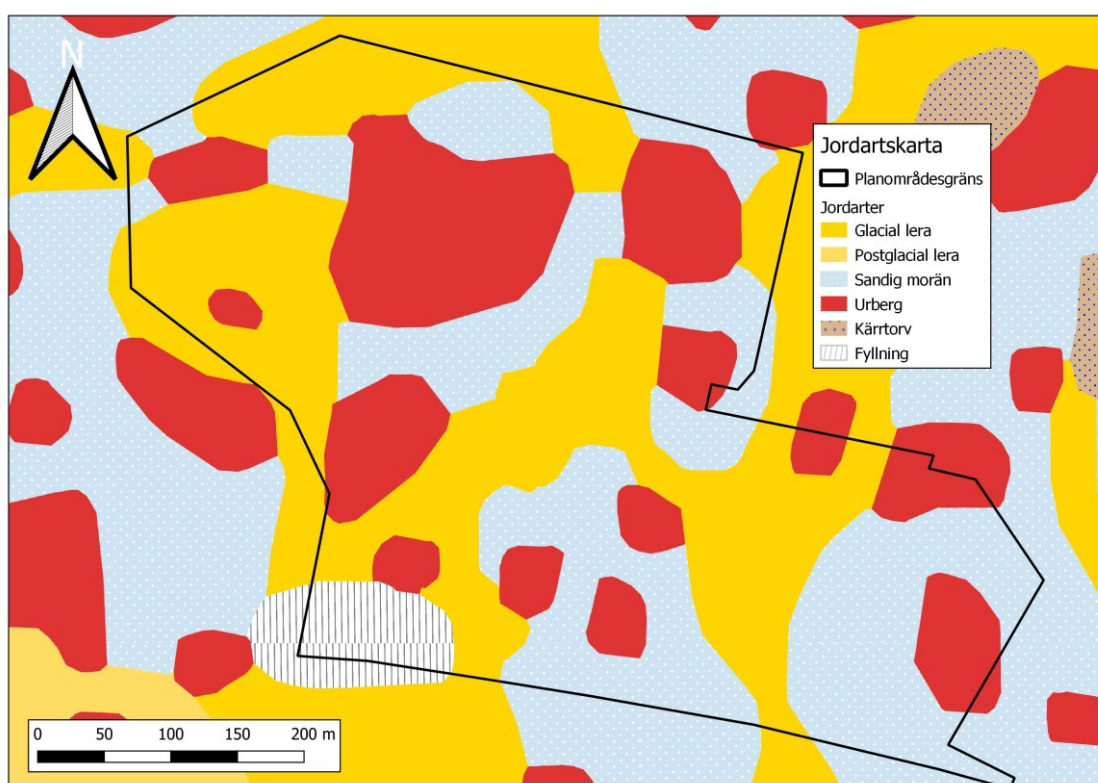 N
Jordartskarta
Planområdesgräns
Jordarter
Glacial lera
Postglacial lera
Sandig morän
Urberg
Kärrtorv
Fyllning
0 50 100 150 200 m